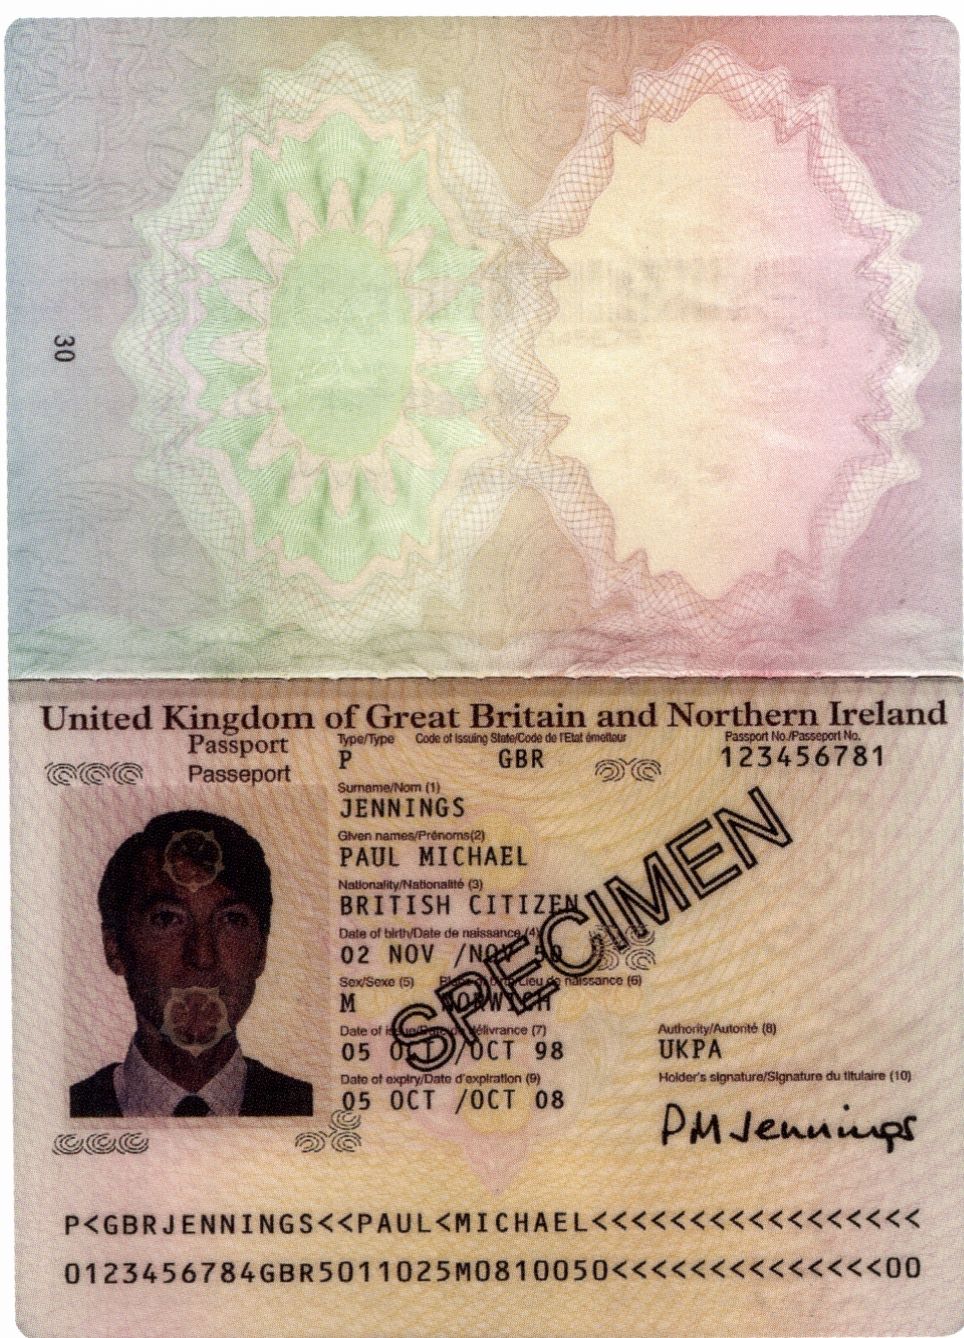 30
United Kingdom of Great Britain and Northern Ireland
Passport
Passeport
Type/Type Code of Issuing State/Code de l'Etat émetteur Passport No./Passeport No.
P GBR 123456781
Surname/Nom (1)
JENNINGS
Given names/Prénoms(2)
PAUL MICHAEL
Nationality/Nationalité (3)
BRITISH CITIZEN
Date of birth/Date de naissance (4)
02 NOV /NOV 50
Sex/Sexe (5) Place of birth/Lieu de naissance (6)
M NORWICH
Date of issue/Date de délivrance (7) Authority/Autorité (8)
05 OCT /OCT 98 UKPA
Date of expiry/Date d'expiration (9) Holder's signature/Signature du titulaire (10)
05 OCT /OCT 08
PM Jennings
SPECIMEN
P<GBRJENNINGS<<PAUL<MICHAEL<<<<<<<<<<<<<<<<<
0123456784GBR5011025M0810050<<<<<<<<<<<<<<00